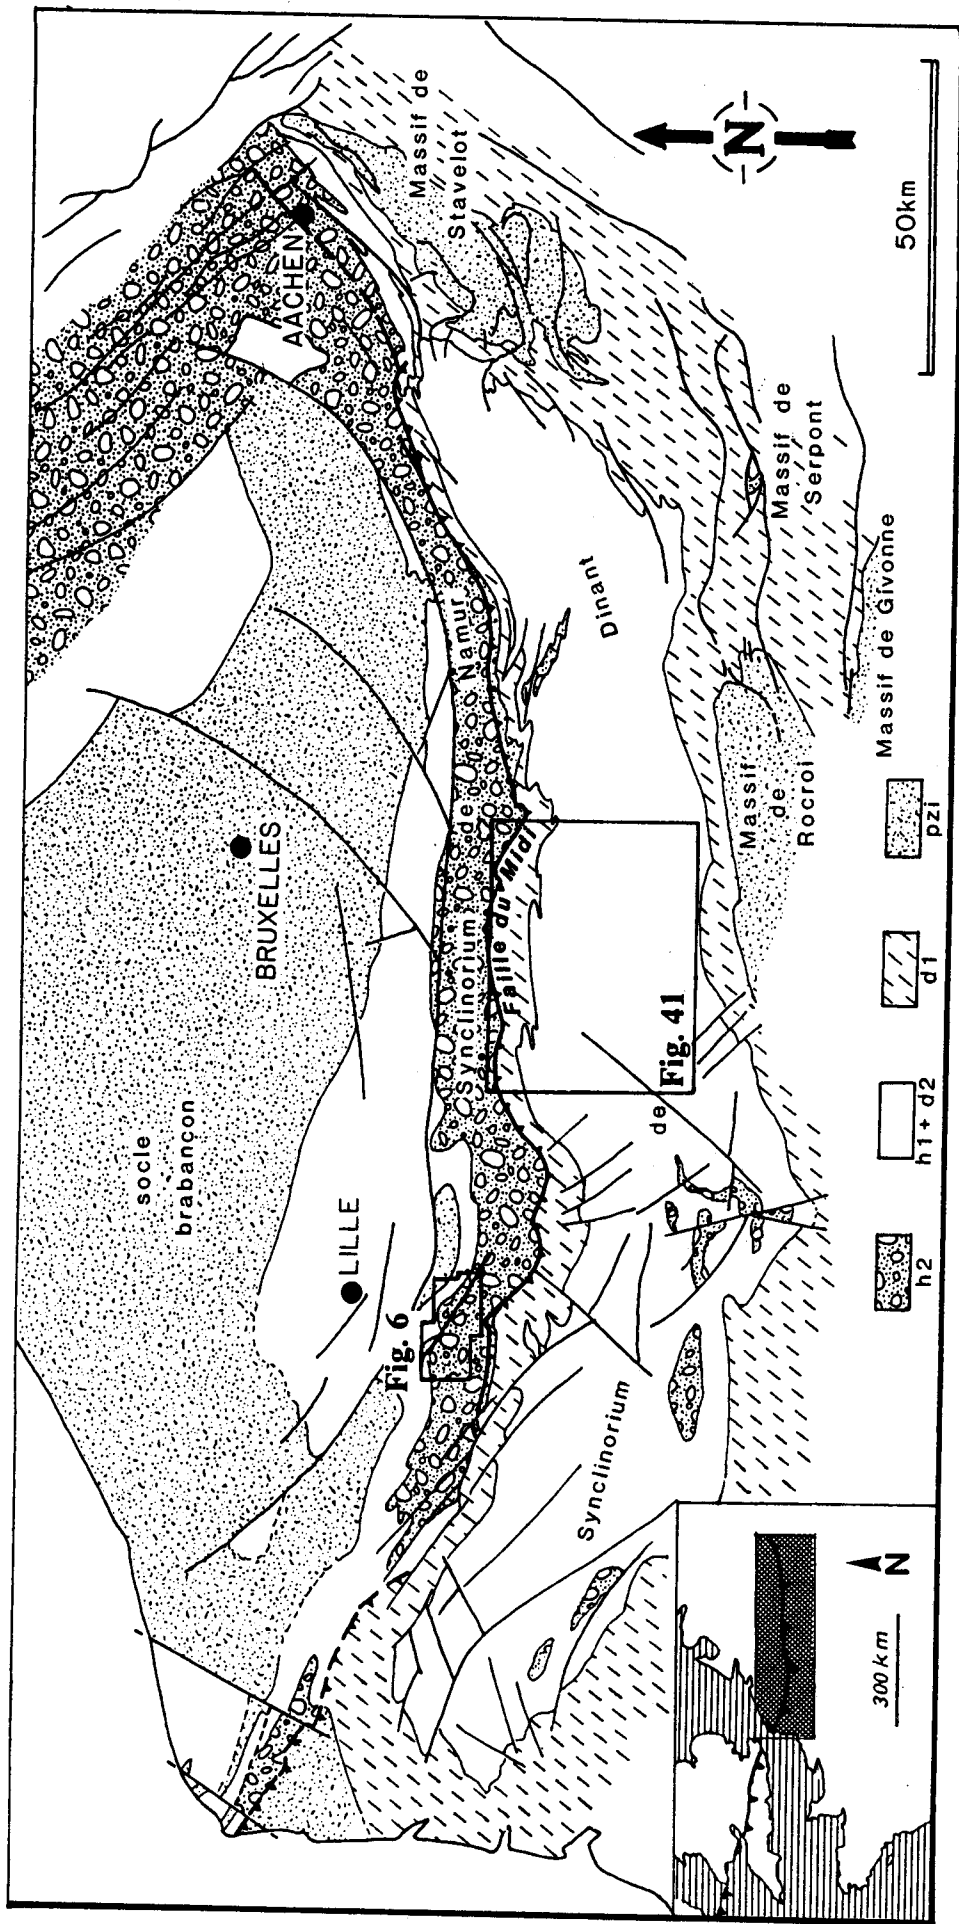 socle
brabançon
BRUXELLES
LILLE
AACHEN
Fig. 6
Synclinorium de Namur
Faille du Midi
Fig. 41
Synclinorium
de
Dinant
Massif de
Stavelot
Massif de
Serpont
Massif de
Rocroi
Massif de Givonne
N
50km
h2
h1+d2
d1
pzi
300 km
N